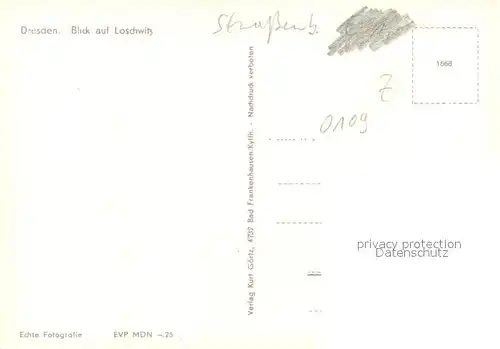 Dresden. Blick auf Loschwitz
Straßenb.
1668
Z
0109
Verlag Kurt Görtz, 4732 Bad Frankenhausen/Kyffh. - Nachdruck verboten
privacy protection
Datenschutz
Echte Fotografie EVP MDN -.25